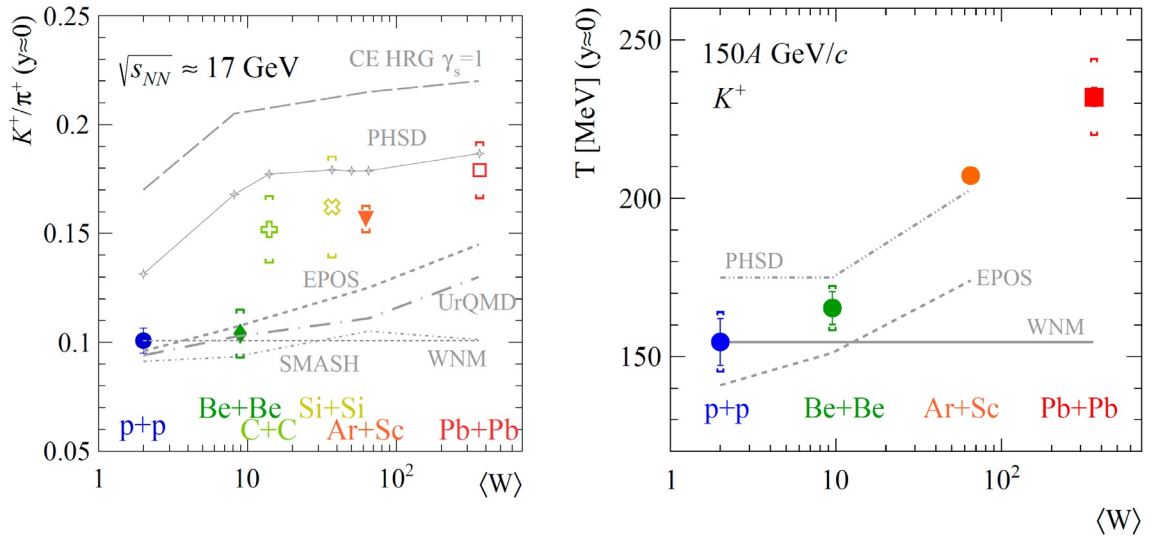 K⁺/π⁺ (y≈0)
0.25
0.2
0.15
0.1
0.05
√s_NN ≈ 17 GeV
CE HRG γ_s=1
PHSD
EPOS
UrQMD
SMASH
WNM
p+p
Be+Be
C+C
Si+Si
Ar+Sc
Pb+Pb
1
10
10²
⟨W⟩
T [MeV] (y≈0)
250
200
150
150A GeV/c
K⁺
PHSD
EPOS
WNM
p+p
Be+Be
Ar+Sc
Pb+Pb
1
10
10²
⟨W⟩